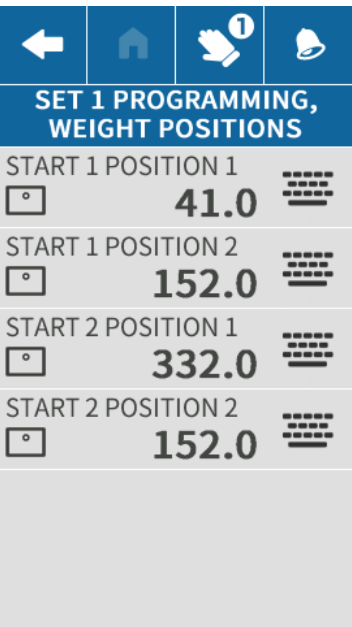 1
SET 1 PROGRAMMING,
WEIGHT POSITIONS
START 1 POSITION 1
41.0
START 1 POSITION 2
152.0
START 2 POSITION 1
332.0
START 2 POSITION 2
152.0